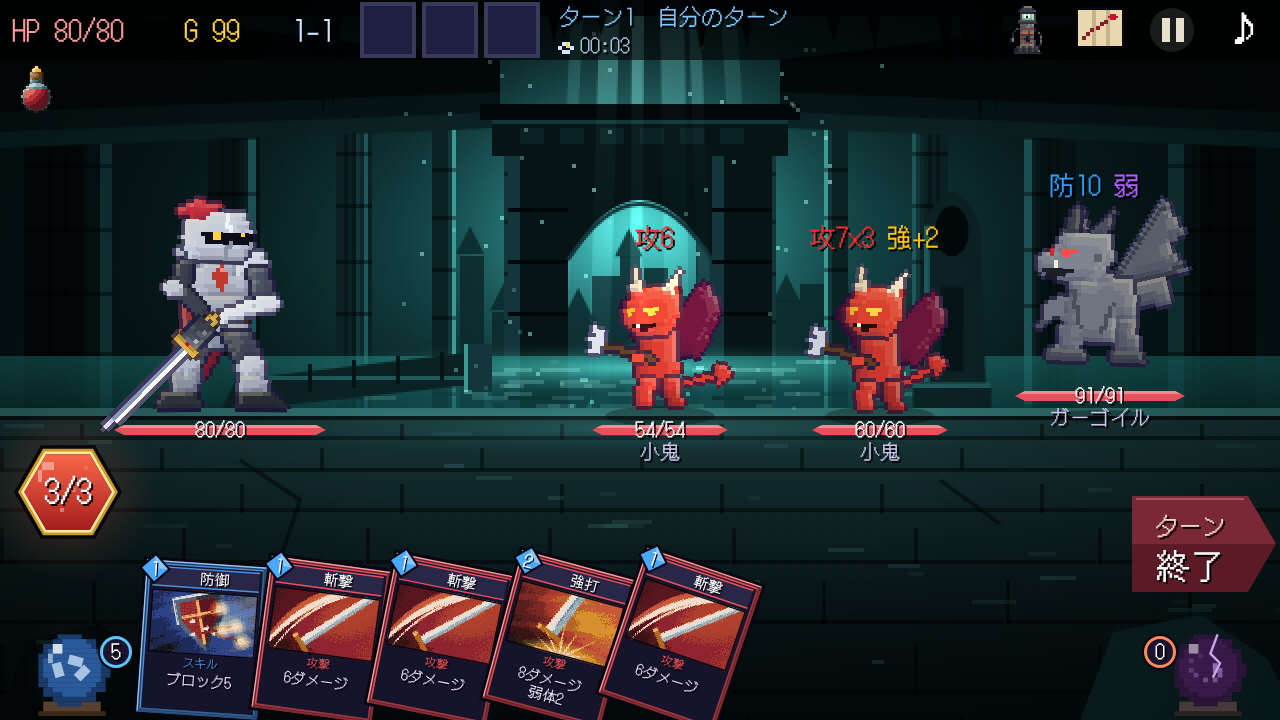 HP 80/80
G 99
1-1
ターン1 自分のターン
00:03
防10 弱
攻6
攻7×3 強+2
91/91
ガーゴイル
80/80
54/54
小鬼
60/60
小鬼
3/3
ターン
終了
1
防御
スキル
ブロック5
1
斬撃
攻撃
6ダメージ
1
斬撃
攻撃
6ダメージ
2
強打
攻撃
8ダメージ
弱体2
1
斬撃
攻撃
6ダメージ
5
0